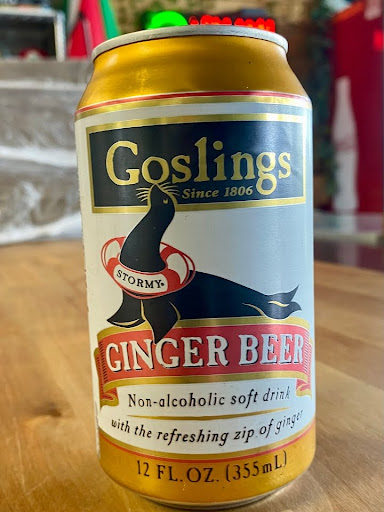 Goslings
Since 1806
STORMY®
GINGER BEER
Non-alcoholic soft drink
with the refreshing zip of ginger
12 FL.OZ. (355mL)